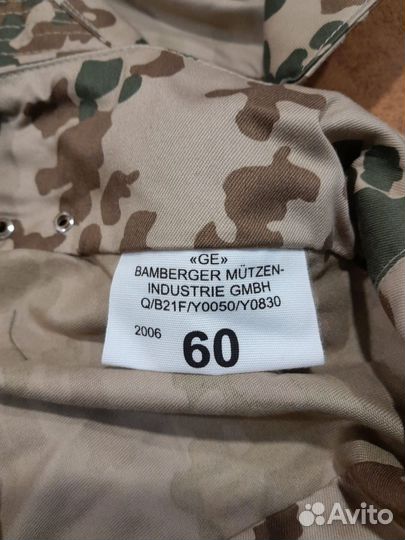 «GE»
BAMBERGER MÜTZEN-
INDUSTRIE GMBH
Q/B21F/Y0050/Y0830
2006 60
Avito